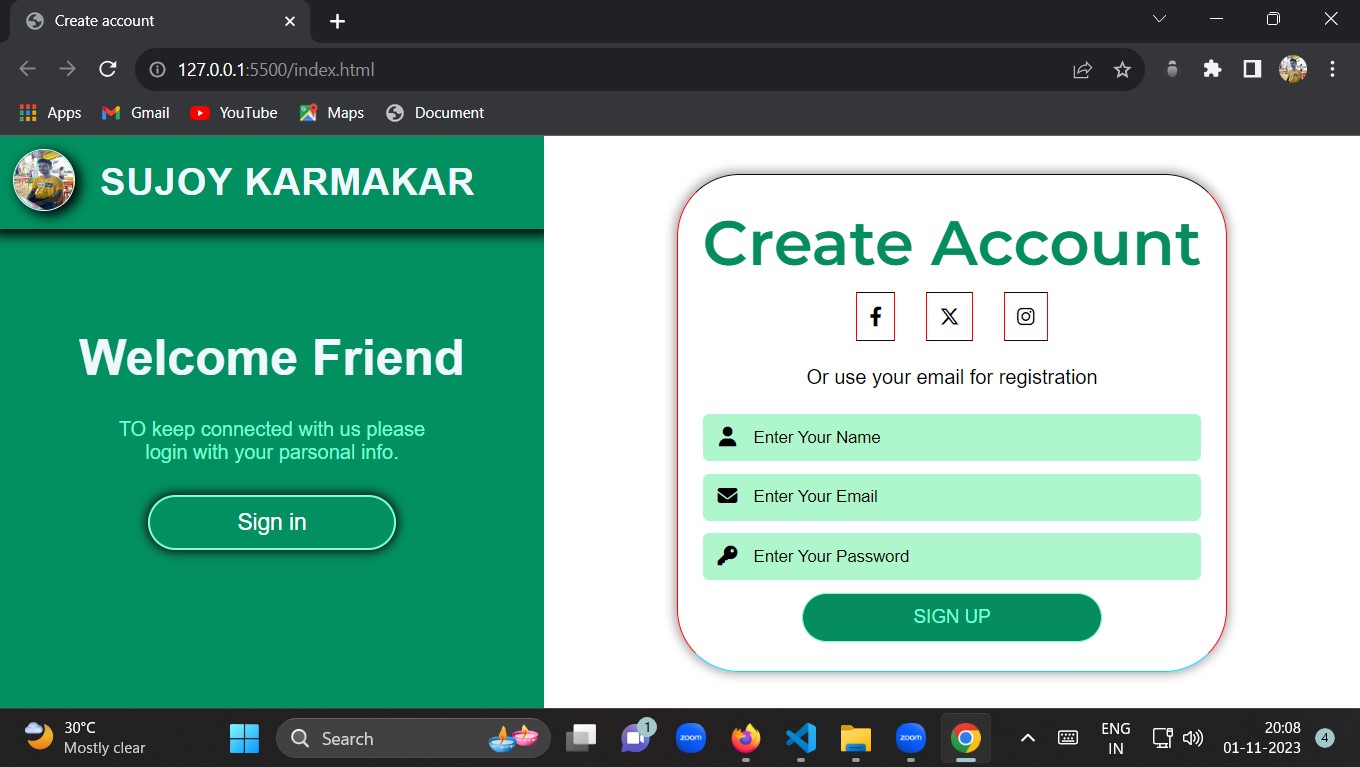 Create account
127.0.0.1:5500/index.html
Apps Gmail YouTube Maps Document
SUJOY KARMAKAR
Welcome Friend
TO keep connected with us please
login with your parsonal info.
Sign in
Create Account
Or use your email for registration
Enter Your Name
Enter Your Email
Enter Your Password
SIGN UP
30°C
Mostly clear
Search
1
zoom
zoom
ENG
IN
20:08
01-11-2023
4